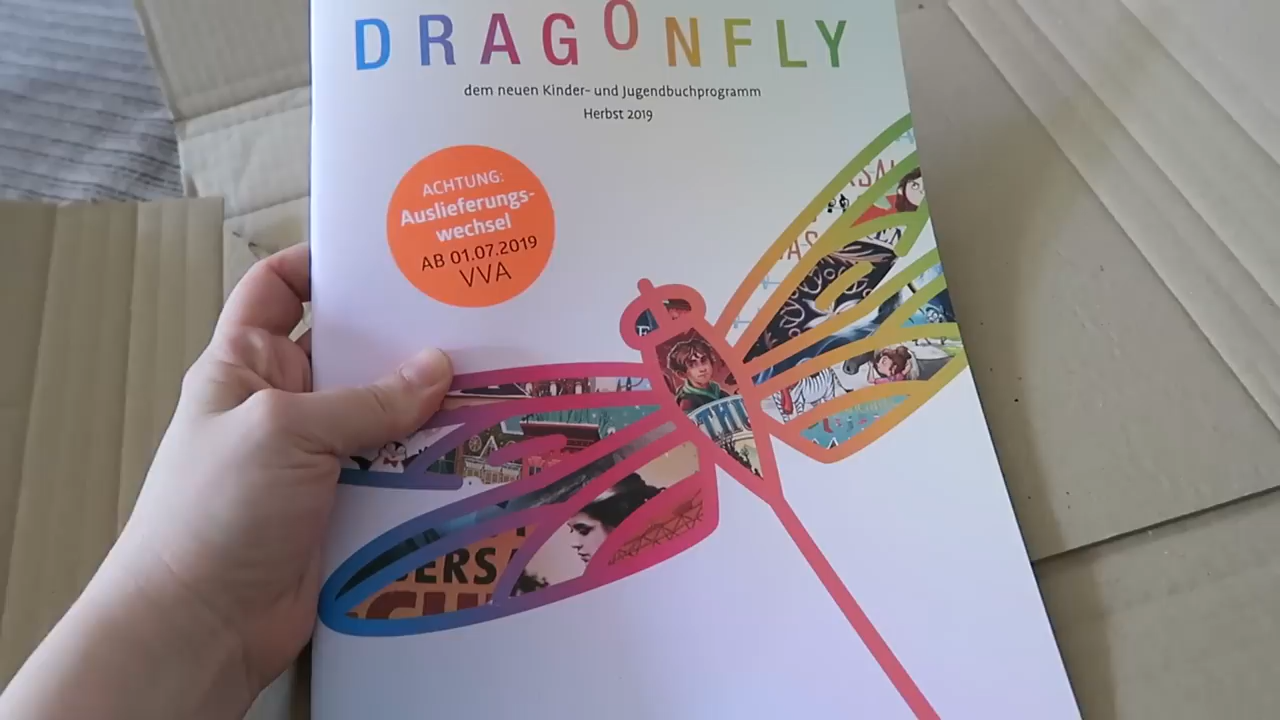 DRAGONFLY
dem neuen Kinder- und Jugendbuchprogramm
Herbst 2019
ACHTUNG:
Auslieferungs-
wechsel
AB 01.07.2019
VVA